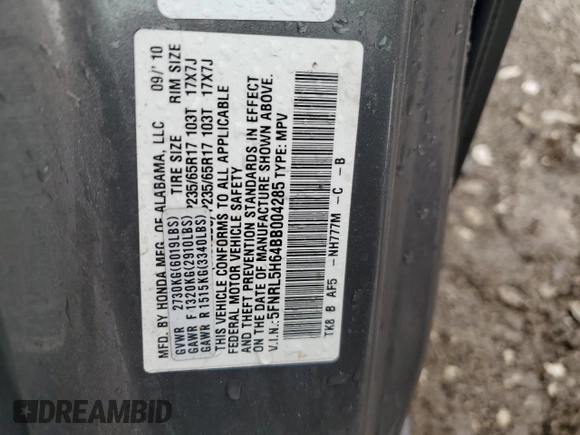 MFD. BY HONDA MFG. OF ALABAMA, LLC 09/'10
TIRE SIZE RIM SIZE
GVWR 2730KG(6019LBS)
GAWR F 1320KG(2910LBS) P235/65R17 103T 17X7J
GAWR R 1515KG(3340LBS) P235/65R17 103T 17X7J
THIS VEHICLE CONFORMS TO ALL APPLICABLE
FEDERAL MOTOR VEHICLE SAFETY
AND THEFT PREVENTION STANDARDS IN EFFECT
ON THE DATE OF MANUFACTURE SHOWN ABOVE.
V.I.N.:5FNRL5H64BB004285 TYPE: MPV
TK8 B AF5 -NH777M -C -B
DREAMBID